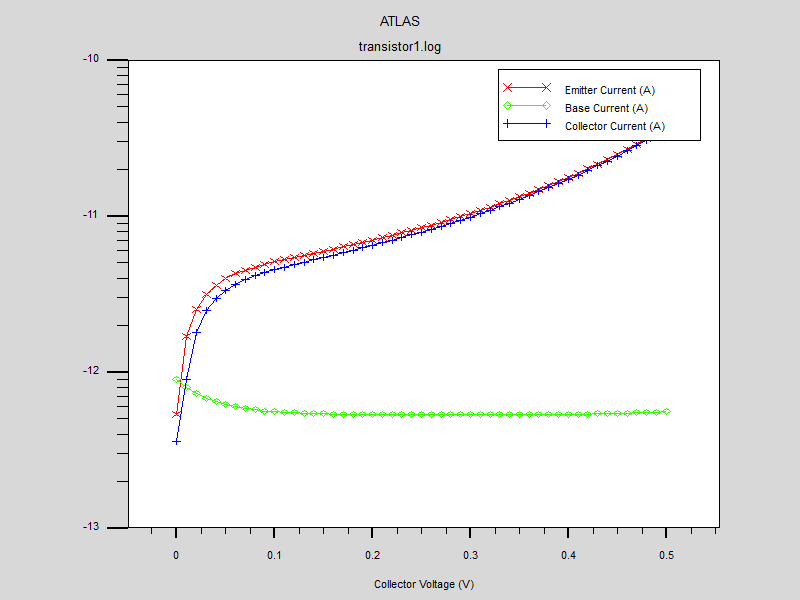 ATLAS
transistor1.log
-10
Emitter Current (A)
Base Current (A)
Collector Current (A)
-11
-12
-13
0 0.1 0.2 0.3 0.4 0.5
Collector Voltage (V)